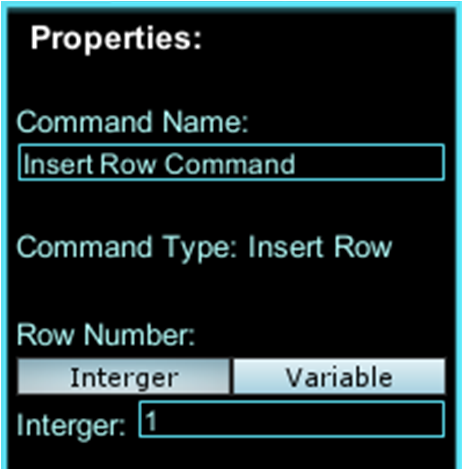 Properties:
Command Name:
Insert Row Command
Command Type: Insert Row
Row Number:
Interger Variable
Interger: 1